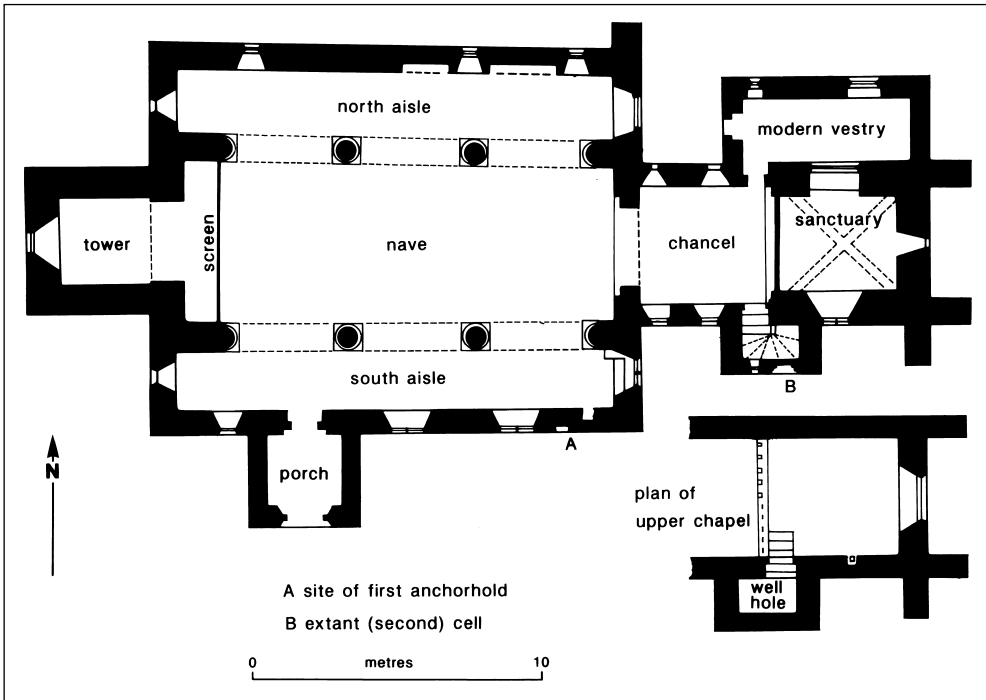 north aisle
modern vestry
tower
screen
nave
chancel
sanctuary
south aisle
B
A
N
porch
plan of
upper chapel
well
hole
A site of first anchorhold
B extant (second) cell
0 metres 10